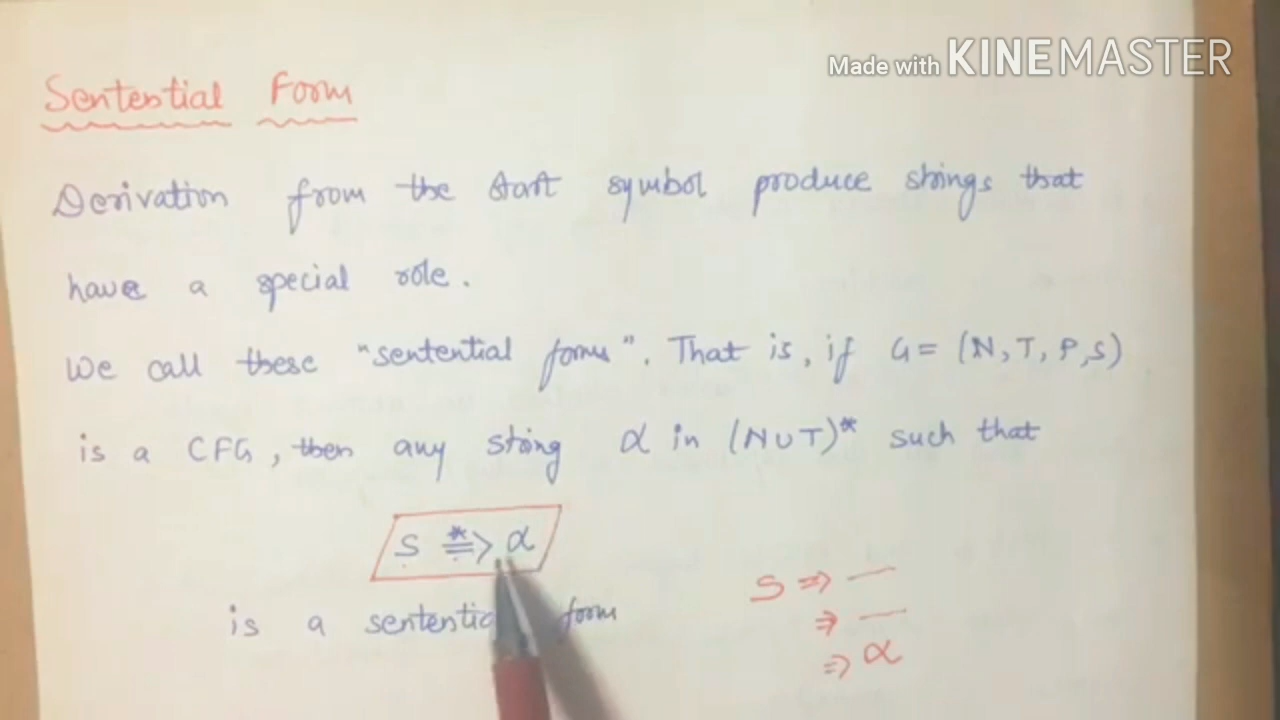 Made with KINEMASTER
Sentential Form
Derivation from the start symbol produce strings that
have a special role.
We call these "sentential forms". That is, if G = (N, T, P, S)
is a CFG, then any string α in (N∪T)* such that
S *=> α
is a sentential form
S => —
=> —
=> α